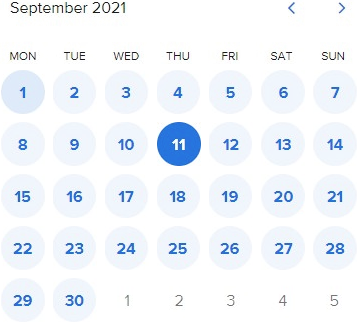 September 2021
MON TUE WED THU FRI SAT SUN
1 2 3 4 5 6 7
8 9 10 11 12 13 14
15 16 17 18 19 20 21
22 23 24 25 26 27 28
29 30 1 2 3 4 5